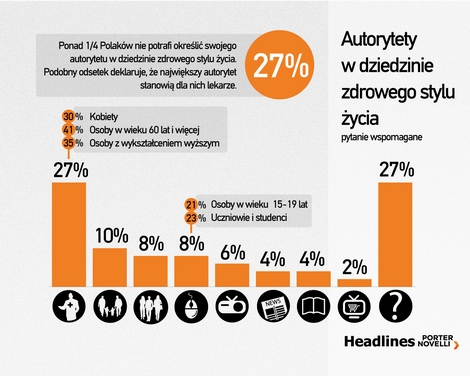 Ponad 1/4 Polaków nie potrafi określić swojego
autorytetu w dziedzinie zdrowego stylu życia.
Podobny odsetek deklaruje, że największy autorytet
stanowią dla nich lekarze.
27%
Autorytety
w dziedzinie
zdrowego stylu
życia
pytanie wspomagane
30% Kobiety
41% Osoby w wieku 60 lat i więcej
35% Osoby z wykształceniem wyższym
21% Osoby w wieku 15-19 lat
23% Uczniowie i studenci
27%
10%
8%
8%
6%
4%
4%
2%
27%
NEWS
?
Headlines PORTER
NOVELLI